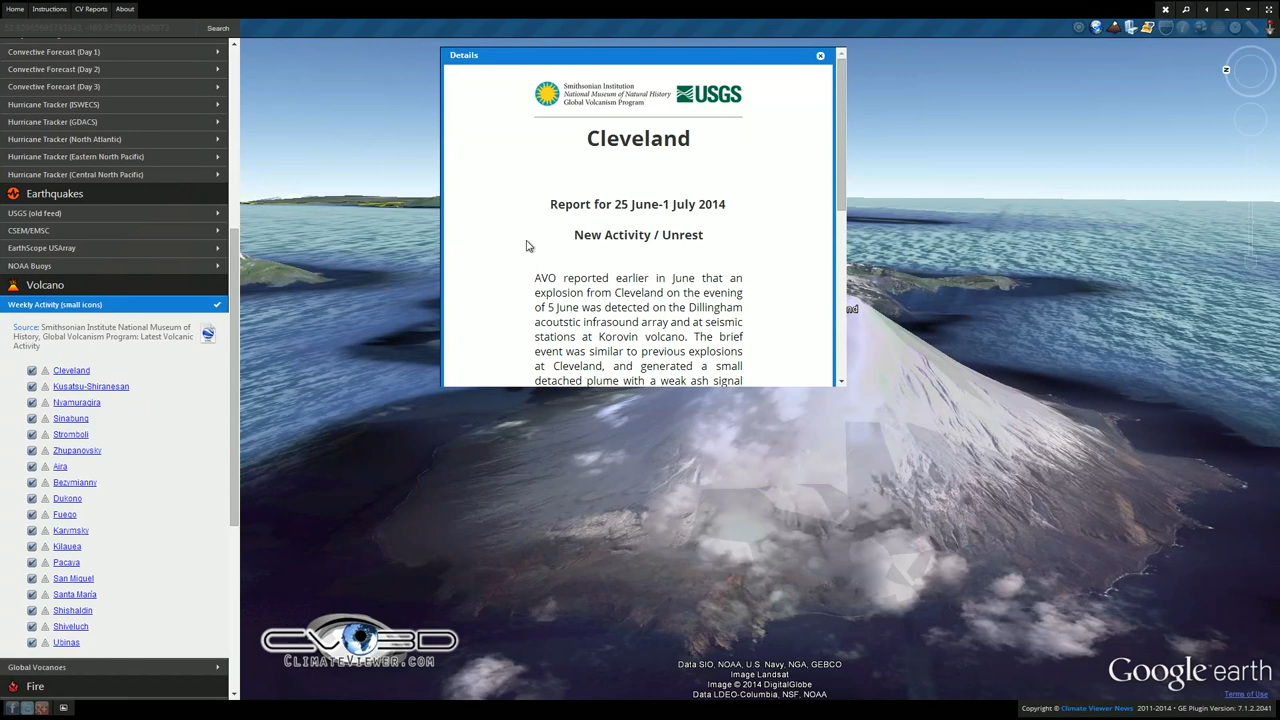 Home Instructions CV Reports About
Search
Convective Forecast (Day 1)
Convective Forecast (Day 2)
Convective Forecast (Day 3)
Hurricane Tracker (ISWECS)
Hurricane Tracker (GDACS)
Hurricane Tracker (North Atlantic)
Hurricane Tracker (Eastern North Pacific)
Hurricane Tracker (Central North Pacific)
Earthquakes
USGS (old feed)
CSEM/EMSC
EarthScope USArray
NOAA Buoys
Volcano
Weekly Activity (small icons)
Source: Smithsonian Institute National Museum of
History, Global Volcanism Program: Latest Volcanic
Activity
Cleveland
Kusatsu-Shiranesan
Nyamuragira
Sinabung
Stromboli
Zhupanovsky
Aira
Bezymianny
Dukono
Fuego
Karymsky
Kilauea
Pacaya
San Miguel
Santa María
Shishaldin
Shiveluch
Ubinas
Global Vocanoes
Fire
Details
Smithsonian Institution
National Museum of Natural History
Global Volcanism Program
USGS
Cleveland
Report for 25 June-1 July 2014
New Activity / Unrest
AVO reported earlier in June that an
explosion from Cleveland on the evening
of 5 June was detected on the Dillingham
acoutstic infrasound array and at seismic
stations at Korovin volcano. The brief
event was similar to previous explosions
at Cleveland, and generated a small
detached plume with a weak ash signal
N
CV3D
CLIMATEVIEWER.COM
Data SIO, NOAA, U.S. Navy, NGA, GEBCO
Image Landsat
Image © 2014 DigitalGlobe
Data LDEO-Columbia, NSF, NOAA
Google earth
Terms of Use
Copyright © Climate Viewer News 2011-2014 • GE Plugin Version: 7.1.2.2041